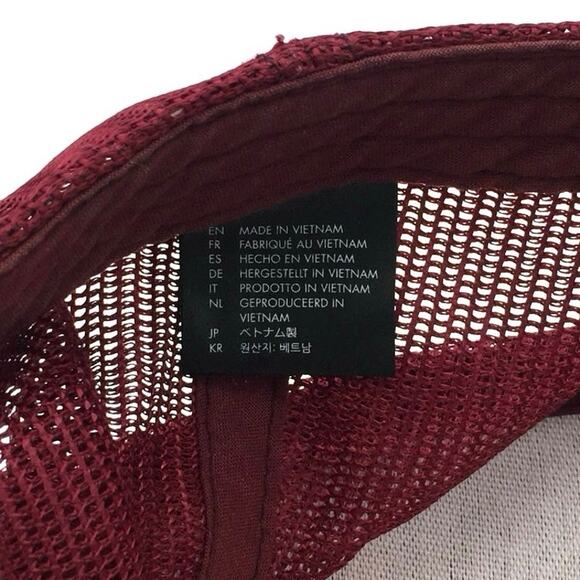 EN MADE IN VIETNAM
FR FABRIQUÉ AU VIETNAM
ES HECHO EN VIETNAM
DE HERGESTELLT IN VIETNAM
IT PRODOTTO IN VIETNAM
NL GEPRODUCEERD IN
VIETNAM
JP ベトナム製
KR 원산지: 베트남